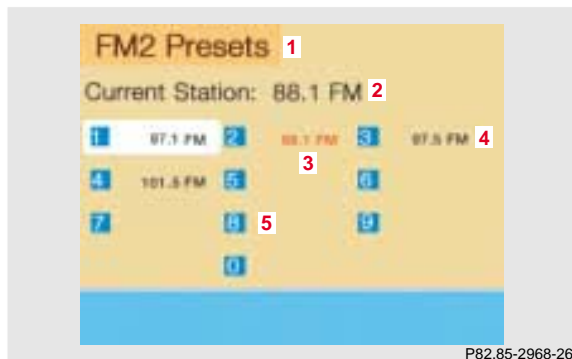 FM2 Presets 1
Current Station: 88.1 FM 2
1 87.1 FM 2 88.1 FM 3 97.5 FM 4
3
4 101.5 FM 5 6
7 8 5 9
0
P82.85-2968-26